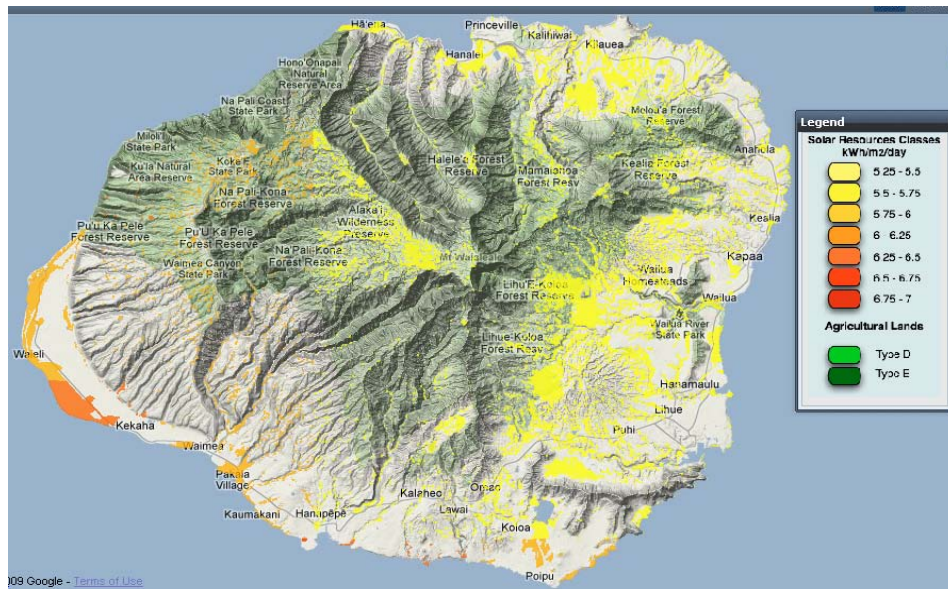 Hā'ena
Princeville
Kalihiwai
Kilauea
Hanalei
Hono'Onapali
Natural
Reserve Area
Na Pali Coast
State Park
Moloa'a Forest
Reserve
Miloli'i
State Park
Anahola
Legend
Solar Resources Classes
kWh/m2/day
5.25 - 5.5
5.5 - 5.75
5.75 - 6
6 - 6.25
6.25 - 6.5
6.5 - 6.75
6.75 - 7
Agricultural Lands
Type D
Type E
Ku'ia Natural
Area Reserve
Koke'E
State Park
Halele'a Forest
Reserve
Mamalohoa
Forest Resv
Kealia Forest
Reserve
Na Pali-Kona
Forest Reserve
Alaka'i
Wilderness
Preserve
Kealia
Pu'u Ka Pele
Forest Reserve
Pu'U Ka Pele
Forest Reserve
Na'Pali-Kona
Forest Reserve
Mt Waialeale
Kapaa
Waimea Canyon
State Park
Wailua
Homesteads
Lihu'E-Koloa
Forest Reserve
Wailua
Wailua River
State Park
Lihue-Koloa
Forest Resv
Hanamaulu
Lihue
Kekaha
Puhi
Waimea
Pakala
Village
Kalaheo
Omao
Kaumakani
Hanapepe
Lawai
Koloa
Poipu
009 Google - Terms of Use